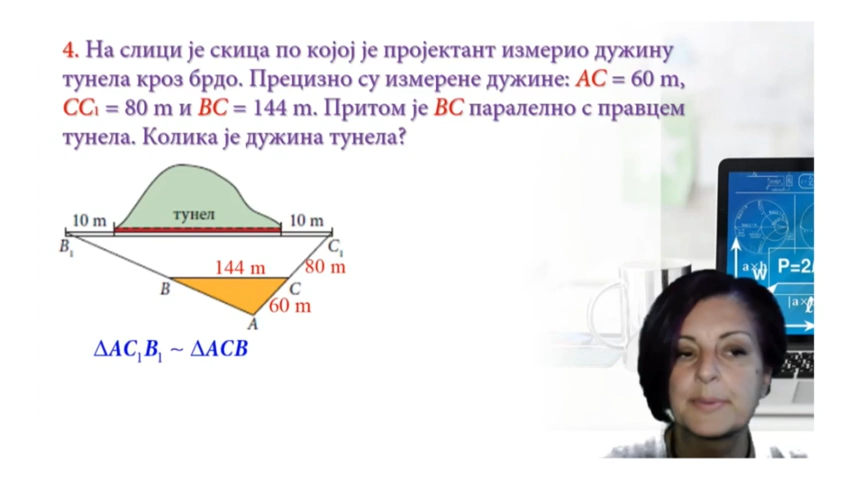 4. На слици је скица по којој је пројектант измерио дужину
тунела кроз брдо. Прецизно су измерене дужине: AC = 60 m,
CC₁ = 80 m и BC = 144 m. Притом је BC паралелно с правцем
тунела. Колика је дужина тунела?
10 m тунел 10 m
B₁ C₁
144 m 80 m
B C
60 m
A
ΔAC₁B₁ ~ ΔACB
P=2